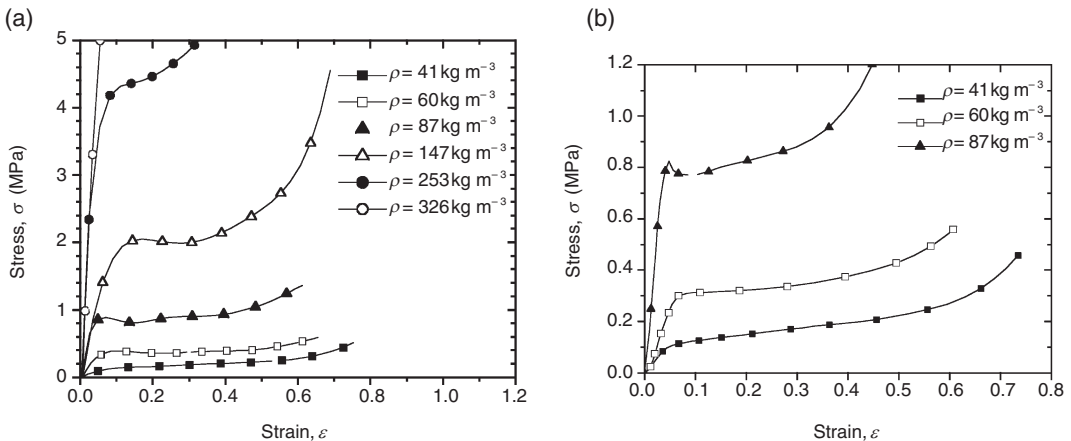 (a)
5
4
3
2
1
0
Stress, σ (MPa)
0.0 0.2 0.4 0.6 0.8 1.0 1.2
Strain, ε
ρ = 41 kg m⁻³
ρ = 60 kg m⁻³
ρ = 87 kg m⁻³
ρ = 147 kg m⁻³
ρ = 253 kg m⁻³
ρ = 326 kg m⁻³
(b)
1.2
1.0
0.8
0.6
0.4
0.2
0.0
Stress, σ (MPa)
0.0 0.1 0.2 0.3 0.4 0.5 0.6 0.7 0.8
Strain, ε
ρ = 41 kg m⁻³
ρ = 60 kg m⁻³
ρ = 87 kg m⁻³